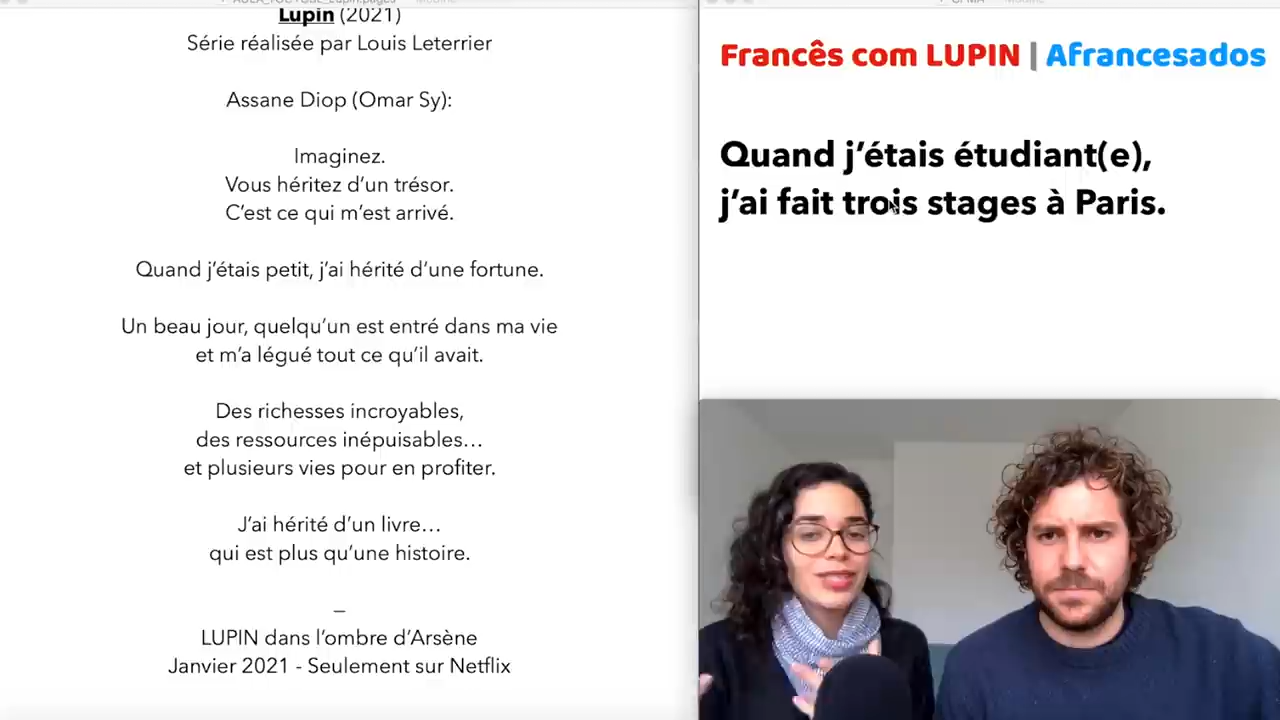 Lupin (2021)
Série réalisée par Louis Leterrier
Assane Diop (Omar Sy):
Imaginez.
Vous héritez d’un trésor.
C’est ce qui m’est arrivé.
Quand j’étais petit, j’ai hérité d’une fortune.
Un beau jour, quelqu’un est entré dans ma vie
et m’a légué tout ce qu’il avait.
Des richesses incroyables,
des ressources inépuisables…
et plusieurs vies pour en profiter.
J’ai hérité d’un livre…
qui est plus qu’une histoire.
–
LUPIN dans l’ombre d’Arsène
Janvier 2021 - Seulement sur Netflix
Francês com LUPIN | Afrancesados
Quand j’étais étudiant(e),
j’ai fait trois stages à Paris.